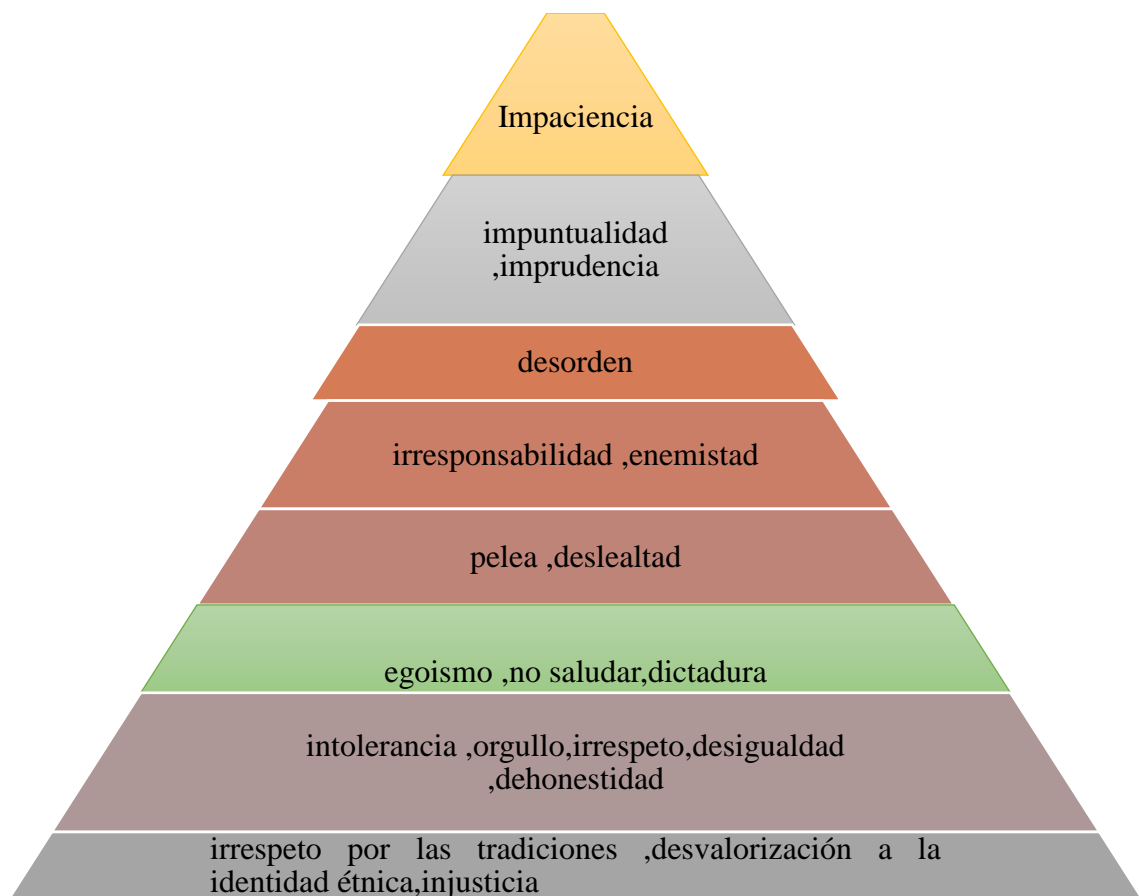 Impaciencia
impuntualidad
,imprudencia
desorden
irresponsabilidad ,enemistad
pelea ,deslealtad
egoismo ,no saludar,dictadura
intolerancia ,orgullo,irrespeto,desigualdad
,dehonestidad
irrespeto por las tradiciones ,desvalorización a la
identidad étnica,injusticia